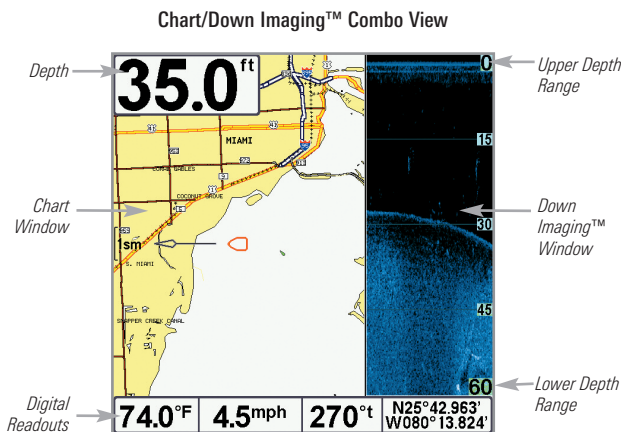 Chart/Down Imaging™ Combo View
Depth
35.0 ft
0
Upper Depth
Range
15
MIAMI
CORAL GABLES
COCONUT GROVE
Chart
Window
Down
Imaging™
Window
30
1sm
S. MIAMI
45
SNAPPER CREEK CANAL
60
Lower Depth
Range
Digital
Readouts
74.0°F
4.5mph
270°t
N25°42.963'
W080°13.824'